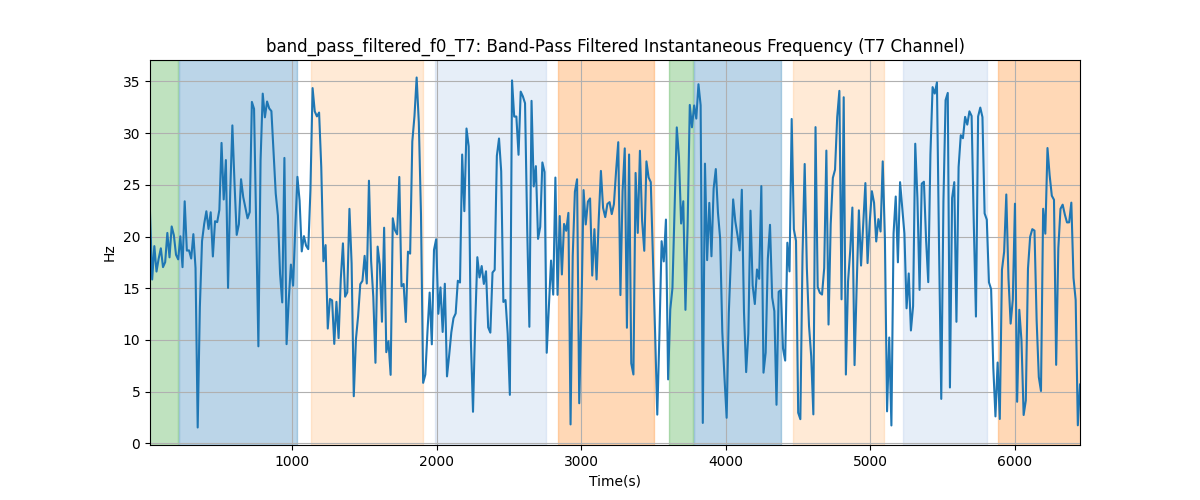 band_pass_filtered_f0_T7: Band-Pass Filtered Instantaneous Frequency (T7 Channel)
35
30
25
20
15
10
5
0
Hz
1000 2000 3000 4000 5000 6000
Time(s)